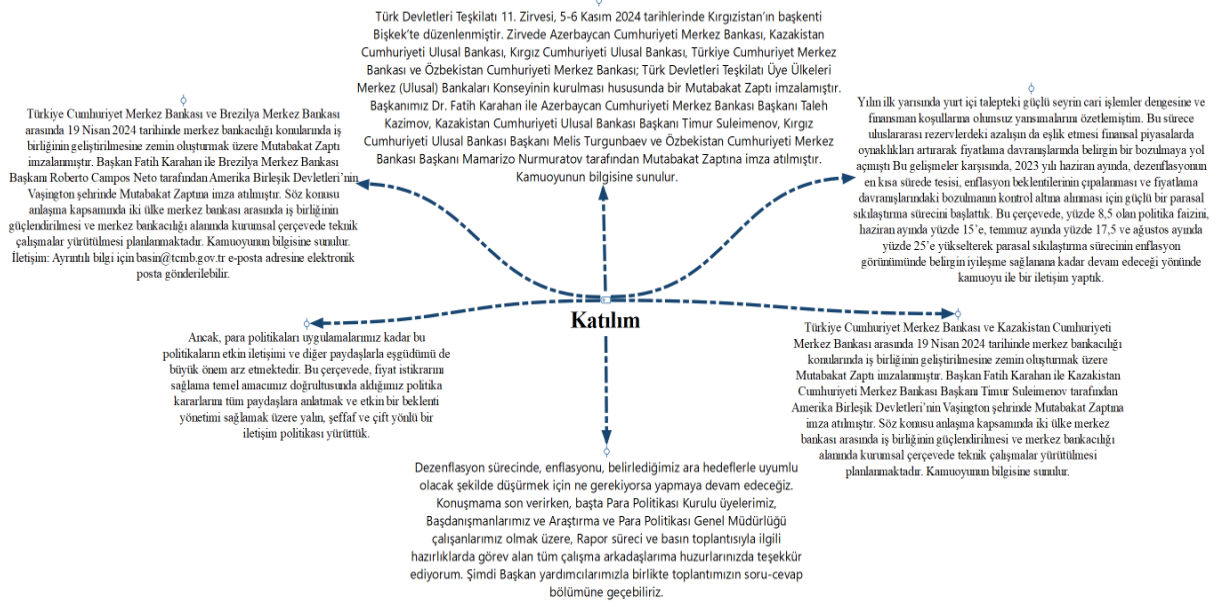 Türk Devletleri Teşkilatı 11. Zirvesi, 5-6 Kasım 2024 tarihlerinde Kırgızistan’ın başkenti
Bişkek’te düzenlenmiştir. Zirvede Azerbaycan Cumhuriyeti Merkez Bankası, Kazakistan
Cumhuriyeti Ulusal Bankası, Kırgız Cumhuriyeti Ulusal Bankası, Türkiye Cumhuriyet Merkez
Bankası ve Özbekistan Cumhuriyeti Merkez Bankası; Türk Devletleri Teşkilatı Üye Ülkeleri
Merkez (Ulusal) Bankaları Konseyinin kurulması hususunda bir Mutabakat Zaptı imzalamıştır.
Başkanımız Dr. Fatih Karahan ile Azerbaycan Cumhuriyeti Merkez Bankası Başkanı Taleh
Kazimov, Kazakistan Cumhuriyeti Ulusal Bankası Başkanı Timur Suleimenov, Kırgız
Cumhuriyeti Ulusal Bankası Başkanı Melis Turgunbaev ve Özbekistan Cumhuriyeti Merkez
Bankası Başkanı Mamarizo Nurmuratov tarafından Mutabakat Zaptına imza atılmıştır.
Kamuoyunun bilgisine sunulur.
Türkiye Cumhuriyet Merkez Bankası ve Brezilya Merkez Bankası
arasında 19 Nisan 2024 tarihinde merkez bankacılığı konularında iş
birliğinin geliştirilmesine zemin oluşturmak üzere Mutabakat Zaptı
imzalanmıştır. Başkan Fatih Karahan ile Brezilya Merkez Bankası
Başkanı Roberto Campos Neto tarafından Amerika Birleşik Devletleri’nin
Vaşington şehrinde Mutabakat Zaptına imza atılmıştır. Söz konusu
anlaşma kapsamında iki ülke merkez bankası arasında iş birliğinin
güçlendirilmesi ve merkez bankacılığı alanında kurumsal çerçevede teknik
çalışmalar yürütülmesi planlanmaktadır. Kamuoyunun bilgisine sunulur.
İletişim: Ayrıntılı bilgi için basin@tcmb.gov.tr e-posta adresine elektronik
posta gönderilebilir.
Yılın ilk yarısında yurt içi talepteki güçlü seyrin cari işlemler dengesine ve
finansman koşullarına olumsuz yansımalarını özetlemiştim. Bu sürece
uluslararası rezervlerdeki azalışın da eşlik etmesi finansal piyasalarda
oynaklıkları artırarak fiyatlama davranışlarında belirgin bir bozulmaya yol
açmıştı Bu gelişmeler karşısında, 2023 yılı haziran ayında, dezenflasyonun
en kısa sürede tesisi, enflasyon beklentilerinin çıpalanması ve fiyatlama
davranışlarındaki bozulmanın kontrol altına alınması için güçlü bir parasal
sıkılaştırma sürecini başlattık. Bu çerçevede, yüzde 8,5 olan politika faizini,
haziran ayında yüzde 15’e, temmuz ayında yüzde 17,5 ve ağustos ayında
yüzde 25’e yükselterek parasal sıkılaştırma sürecinin enflasyon
görünümünde belirgin iyileşme sağlanana kadar devam edeceği yönünde
kamuoyu ile bir iletişim yaptık.
Katılım
Ancak, para politikaları uygulamalarımız kadar bu
politikaların etkin iletişimi ve diğer paydaşlarla eşgüdümü de
büyük önem arz etmektedir. Bu çerçevede, fiyat istikrarını
sağlama temel amacımız doğrultusunda aldığımız politika
kararlarını tüm paydaşlara anlatmak ve etkin bir beklenti
yönetimi sağlamak üzere yalın, şeffaf ve çift yönlü bir
iletişim politikası yürüttük.
Türkiye Cumhuriyet Merkez Bankası ve Kazakistan Cumhuriyeti
Merkez Bankası arasında 19 Nisan 2024 tarihinde merkez bankacılığı
konularında iş birliğinin geliştirilmesine zemin oluşturmak üzere
Mutabakat Zaptı imzalanmıştır. Başkan Fatih Karahan ile Kazakistan
Cumhuriyeti Merkez Bankası Başkanı Timur Suleimenov tarafından
Amerika Birleşik Devletleri’nin Vaşington şehrinde Mutabakat Zaptına
imza atılmıştır. Söz konusu anlaşma kapsamında iki ülke merkez
bankası arasında iş birliğinin güçlendirilmesi ve merkez bankacılığı
alanında kurumsal çerçevede teknik çalışmalar yürütülmesi
planlanmaktadır. Kamuoyunun bilgisine sunulur.
Dezenflasyon sürecinde, enflasyonu, belirlediğimiz ara hedeflerle uyumlu
olacak şekilde düşürmek için ne gerekiyorsa yapmaya devam edeceğiz.
Konuşmama son verirken, başta Para Politikası Kurulu üyelerimiz,
Başdanışmanlarımız ve Araştırma ve Para Politikası Genel Müdürlüğü
çalışanlarımız olmak üzere, Rapor süreci ve basın toplantısıyla ilgili
hazırlıklarda görev alan tüm çalışma arkadaşlarıma huzurlarınızda teşekkür
ediyorum. Şimdi Başkan yardımcılarımızla birlikte toplantımızın soru-cevap
bölümüne geçebiliriz.